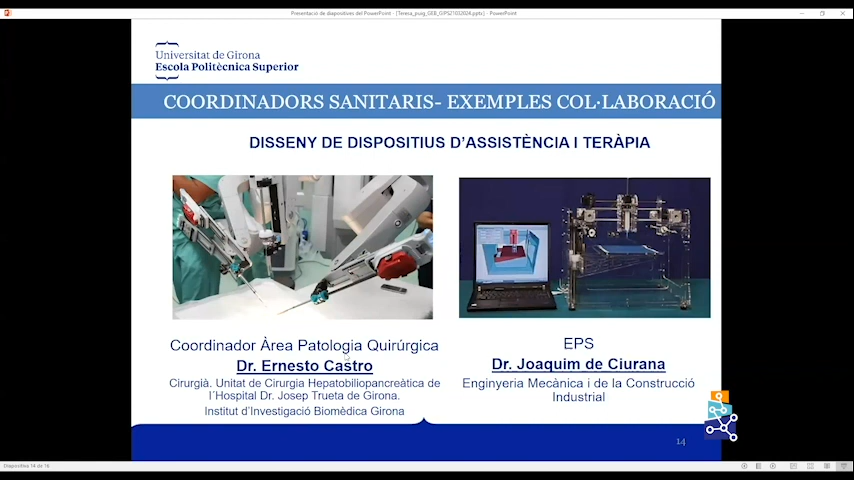 Presentació de diapositives del PowerPoint - [Teresa_puig_GEB_GIPS21032024.pptx] - PowerPoint
Universitat de Girona
Escola Politècnica Superior
COORDINADORS SANITARIS- EXEMPLES COL·LABORACIÓ
DISSENY DE DISPOSITIUS D'ASSISTÈNCIA I TERÀPIA
Coordinador Àrea Patologia Quirúrgica
Dr. Ernesto Castro
Cirurgià. Unitat de Cirurgia Hepatobiliopancreàtica de
l´Hospital Dr. Josep Trueta de Girona.
Institut d'Investigació Biomèdica Girona
EPS
Dr. Joaquim de Ciurana
Enginyeria Mecànica i de la Construcció
Industrial
14
Diapositiva 14 de 16